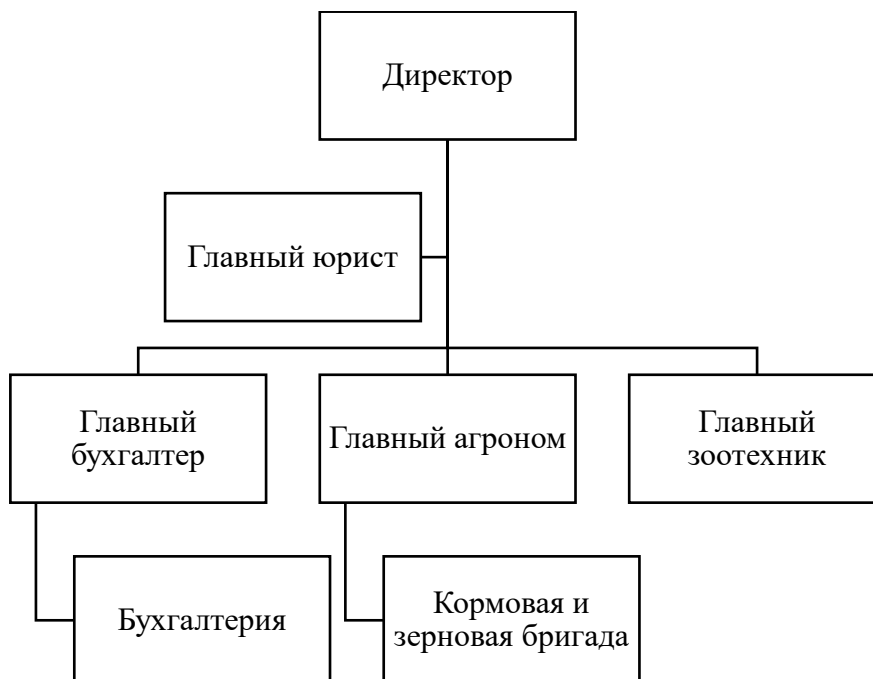 Директор
Главный юрист
Главный
бухгалтер
Главный агроном
Главный
зоотехник
Бухгалтерия
Кормовая и
зерновая бригада